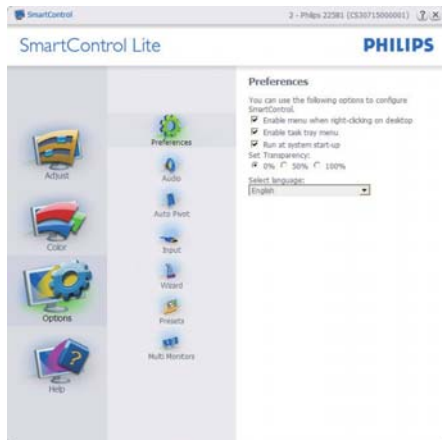 SmartControl
2 - Philips 225B1 (CS30715000001)
SmartControl Lite
PHILIPS
Adjust
Color
Options
Help
Preferences
Audio
Auto Pivot
Input
Wizard
Presets
Multi Monitors
Preferences
You can use the following options to configure
SmartControl.
Enable menu when right-clicking on desktop
Enable task tray menu
Run at system start-up
Set Transparency:
0% 50% 100%
Select language:
English